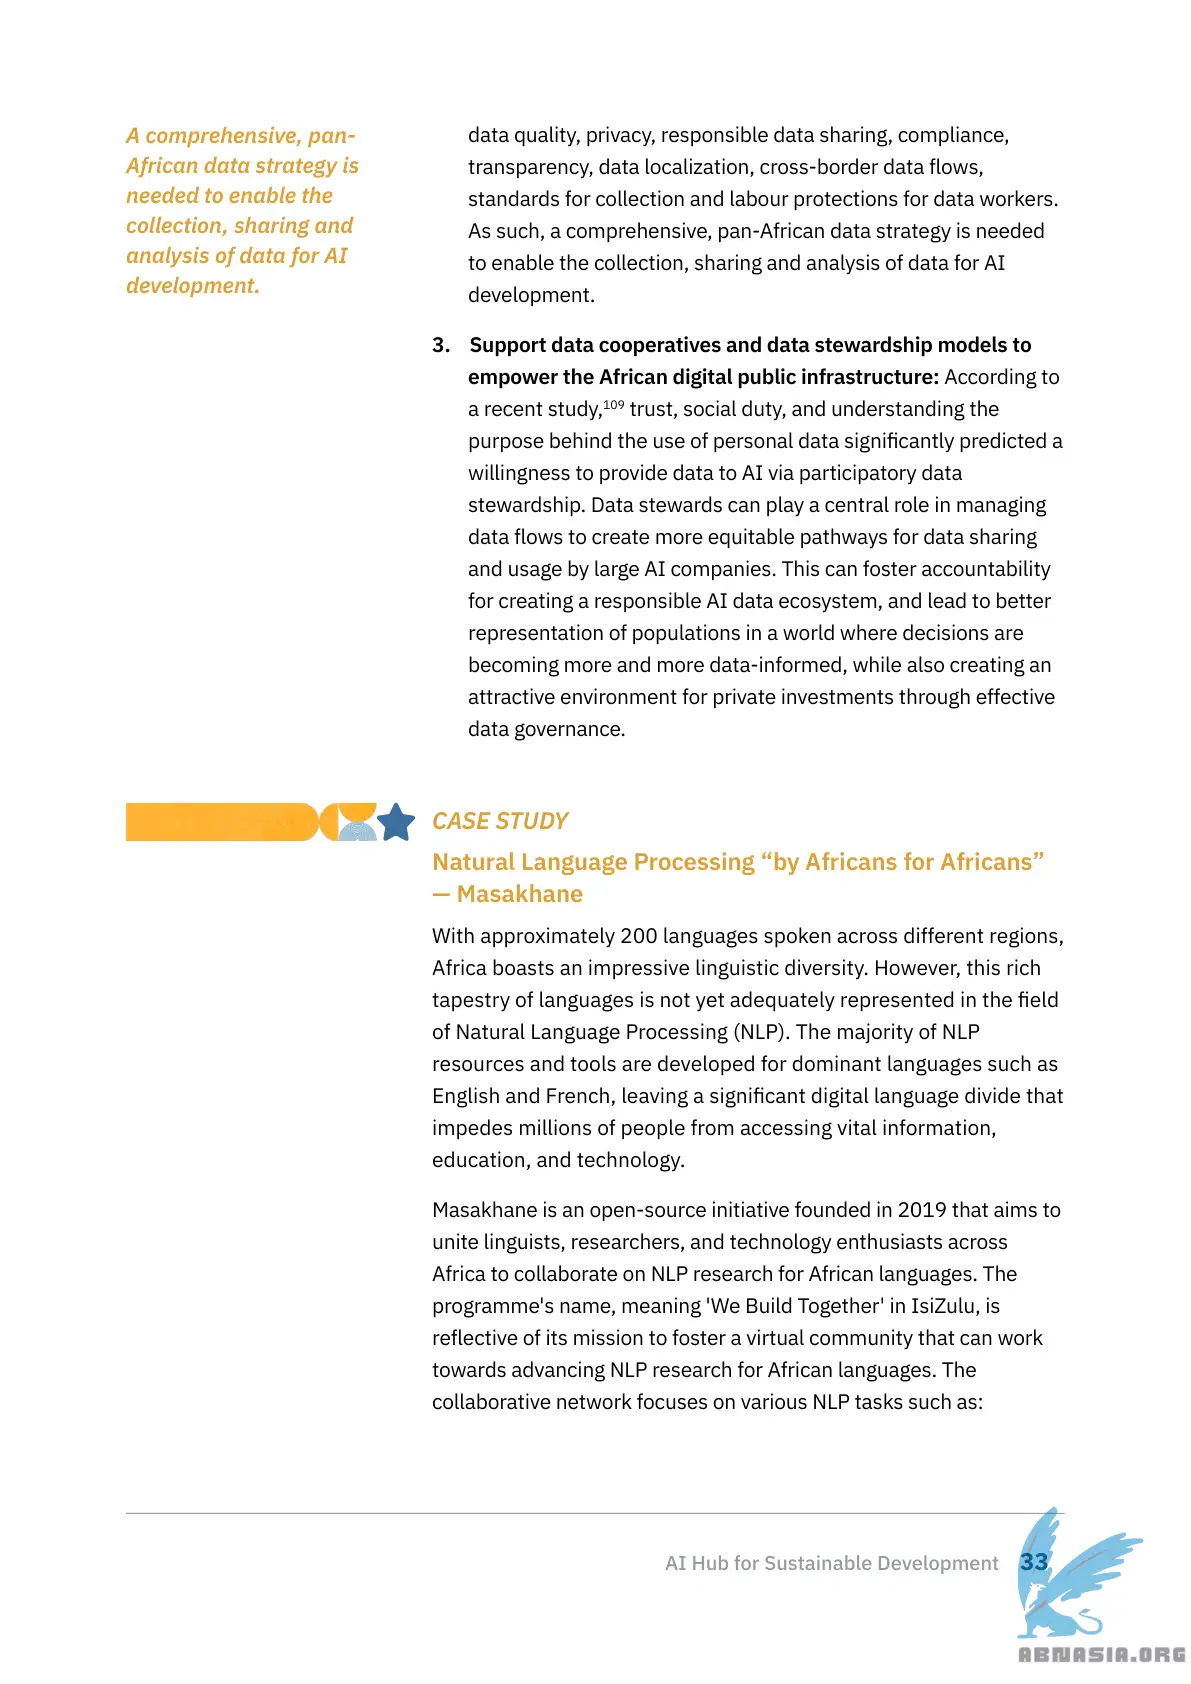 A comprehensive, pan-
African data strategy is
needed to enable the
collection, sharing and
analysis of data for AI
development.
data quality, privacy, responsible data sharing, compliance,
transparency, data localization, cross-border data flows,
standards for collection and labour protections for data workers.
As such, a comprehensive, pan-African data strategy is needed
to enable the collection, sharing and analysis of data for AI
development.
3. Support data cooperatives and data stewardship models to
empower the African digital public infrastructure: According to
a recent study,109 trust, social duty, and understanding the
purpose behind the use of personal data significantly predicted a
willingness to provide data to AI via participatory data
stewardship. Data stewards can play a central role in managing
data flows to create more equitable pathways for data sharing
and usage by large AI companies. This can foster accountability
for creating a responsible AI data ecosystem, and lead to better
representation of populations in a world where decisions are
becoming more and more data-informed, while also creating an
attractive environment for private investments through effective
data governance.
CASE STUDY
Natural Language Processing “by Africans for Africans”
— Masakhane
With approximately 200 languages spoken across different regions,
Africa boasts an impressive linguistic diversity. However, this rich
tapestry of languages is not yet adequately represented in the field
of Natural Language Processing (NLP). The majority of NLP
resources and tools are developed for dominant languages such as
English and French, leaving a significant digital language divide that
impedes millions of people from accessing vital information,
education, and technology.
Masakhane is an open-source initiative founded in 2019 that aims to
unite linguists, researchers, and technology enthusiasts across
Africa to collaborate on NLP research for African languages. The
programme's name, meaning 'We Build Together' in IsiZulu, is
reflective of its mission to foster a virtual community that can work
towards advancing NLP research for African languages. The
collaborative network focuses on various NLP tasks such as:
AI Hub for Sustainable Development 33
ABNASIA.ORG